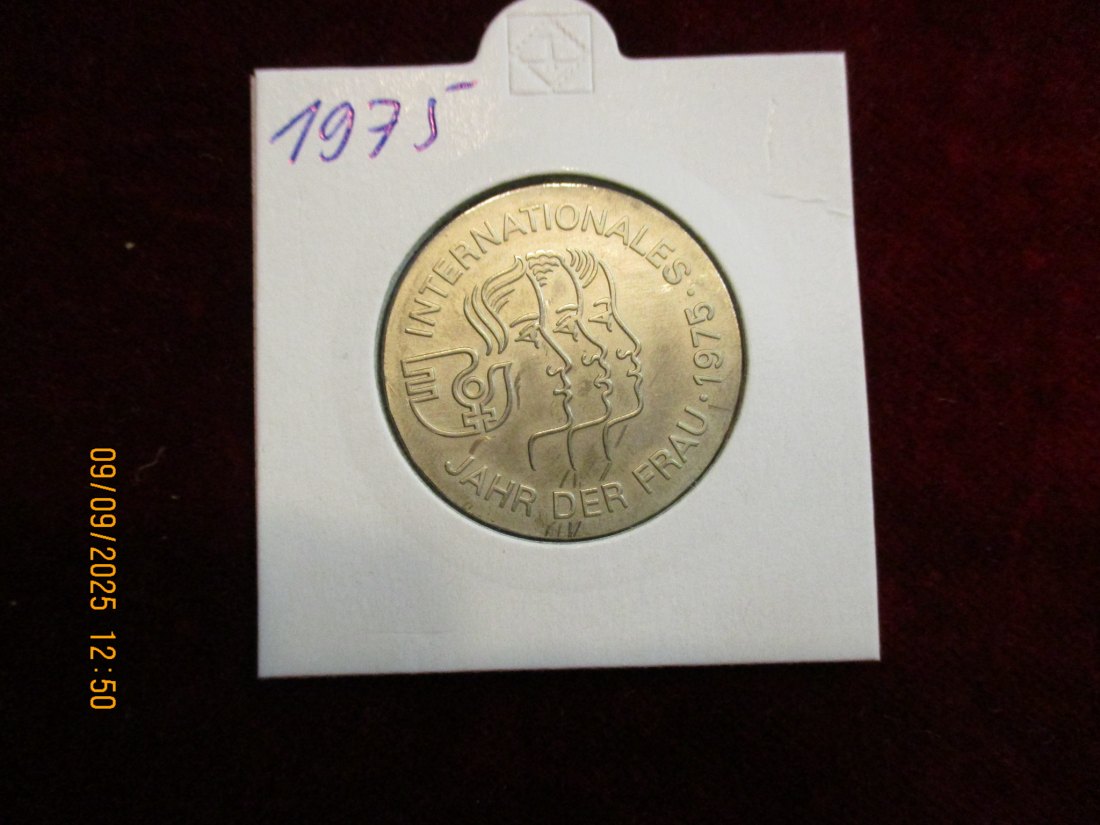 1975
INTERNATIONALES · 1975 ·
JAHR DER FRAU
09/09/2025 12:50